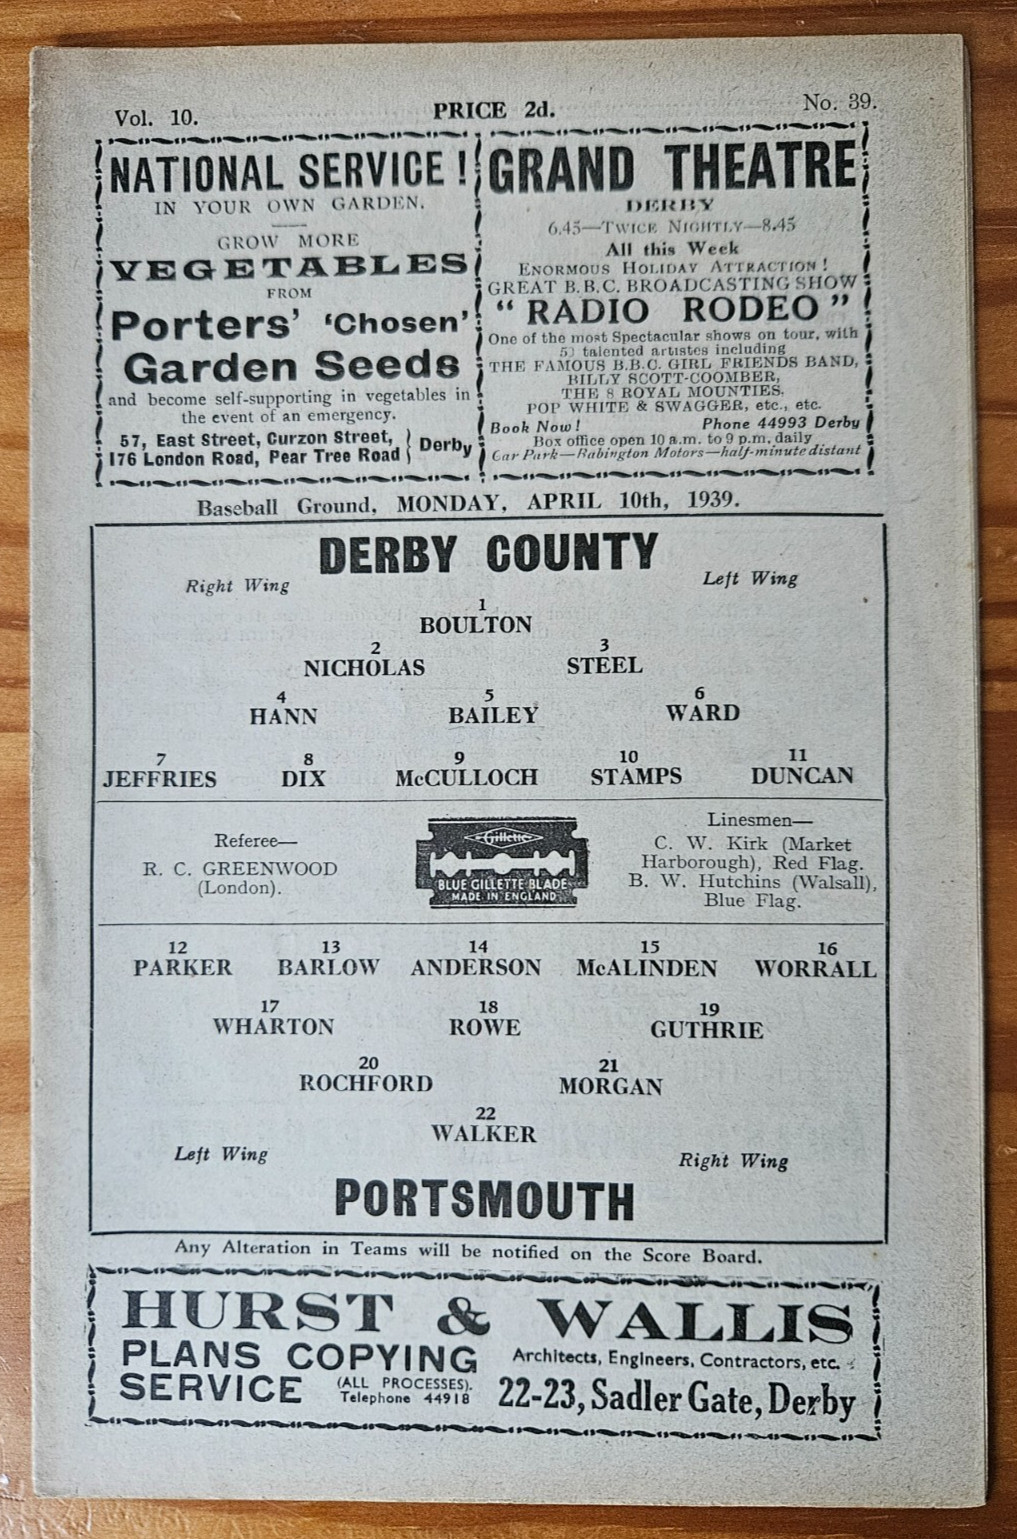 Vol. 10. PRICE 2d. No. 39.
NATIONAL SERVICE!
IN YOUR OWN GARDEN.
GROW MORE
VEGETABLES
FROM
Porters' 'Chosen'
Garden Seeds
and become self-supporting in vegetables in
the event of an emergency.
57, East Street, Curzon Street,
176 London Road, Pear Tree Road } Derby
GRAND THEATRE
DERBY
6.45—TWICE NIGHTLY—8.45
All this Week
ENORMOUS HOLIDAY ATTRACTION!
GREAT B.B.C. BROADCASTING SHOW
"RADIO RODEO"
One of the most Spectacular shows on tour, with
talented artistes including
THE FAMOUS B.B.C. GIRL FRIENDS BAND,
BILLY SCOTT-COOMBER,
THE 8 ROYAL MOUNTIES,
POP WHITE & SWAGGER, etc., etc.
Book Now! Phone 44993 Derby
Box office open 10 a.m. to 9 p.m. daily
Car Park—Babington Motors—half-minute distant
Baseball Ground, MONDAY, APRIL 10th, 1939.
DERBY COUNTY
Right Wing Left Wing
1
BOULTON
2 3
NICHOLAS STEEL
4 5 6
HANN BAILEY WARD
7 8 9 10 11
JEFFRIES DIX McCULLOCH STAMPS DUNCAN
Referee—
R. C. GREENWOOD
(London).
Gillette
BLUE GILLETTE BLADE
MADE IN ENGLAND
Linesmen—
C. W. Kirk (Market
Harborough), Red Flag.
B. W. Hutchins (Walsall),
Blue Flag.
12 13 14 15 16
PARKER BARLOW ANDERSON McALINDEN WORRALL
17 18 19
WHARTON ROWE GUTHRIE
20 21
ROCHFORD MORGAN
22
WALKER
Left Wing Right Wing
PORTSMOUTH
Any Alteration in Teams will be notified on the Score Board.
HURST & WALLIS
PLANS COPYING
SERVICE
(ALL PROCESSES).
Telephone 44918
Architects, Engineers, Contractors, etc.
22-23, Sadler Gate, Derby